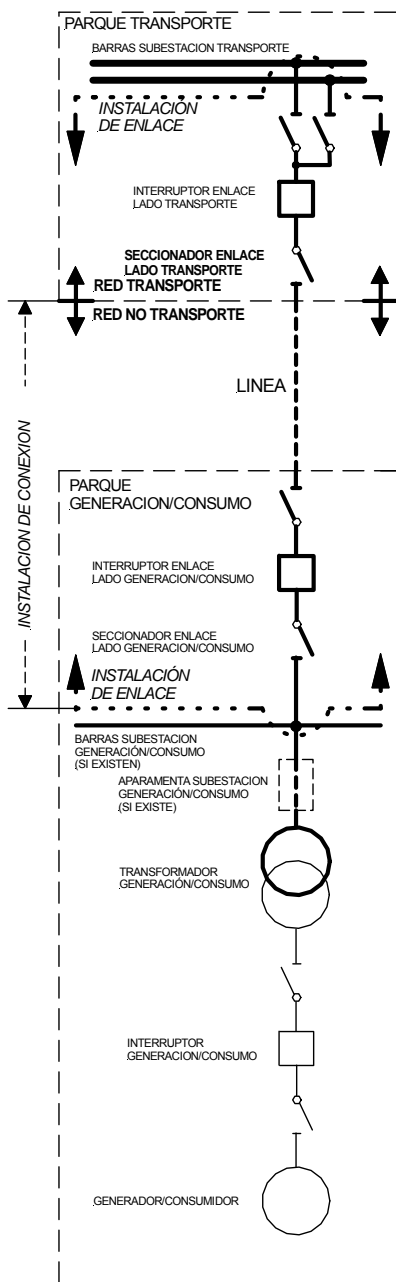 PARQUE TRANSPORTE
BARRAS SUBESTACION TRANSPORTE
INSTALACIÓN
DE ENLACE
INTERRUPTOR ENLACE
LADO TRANSPORTE
SECCIONADOR ENLACE
LADO TRANSPORTE
RED TRANSPORTE
RED NO TRANSPORTE
LINEA
INSTALACION DE CONEXION
PARQUE
GENERACION/CONSUMO
INTERRUPTOR ENLACE
LADO GENERACION/CONSUMO
SECCIONADOR ENLACE
LADO GENERACION/CONSUMO
INSTALACIÓN
DE ENLACE
BARRAS SUBESTACION
GENERACIÓN/CONSUMO
(SI EXISTEN)
APARAMENTA SUBESTACION
GENERACIÓN/CONSUMO
(SI EXISTE)
TRANSFORMADOR
GENERACIÓN/CONSUMO
INTERRUPTOR
GENERACION/CONSUMO
GENERADOR/CONSUMIDOR